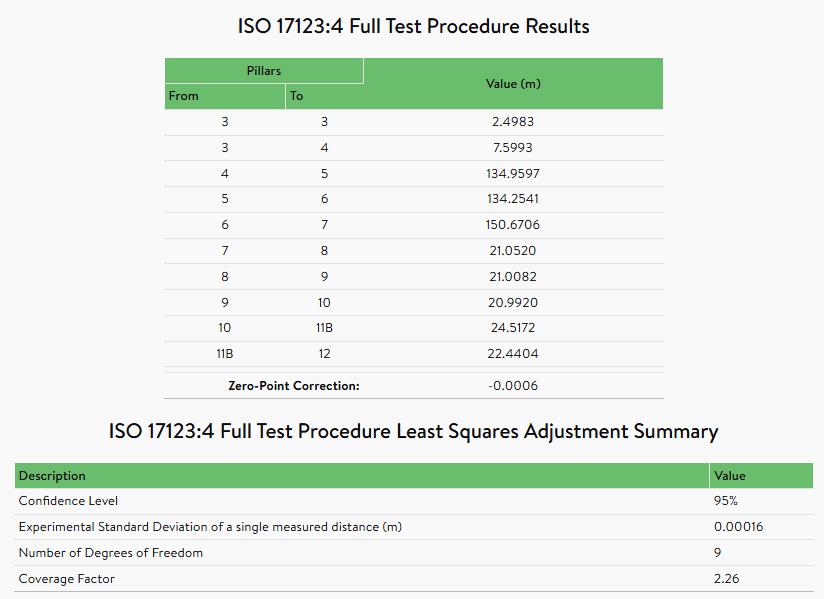 ISO 17123:4 Full Test Procedure Results
Pillars
Value (m)
From To
3 3 2.4983
3 4 7.5993
4 5 134.9597
5 6 134.2541
6 7 150.6706
7 8 21.0520
8 9 21.0082
9 10 20.9920
10 11B 24.5172
11B 12 22.4404
Zero-Point Correction: -0.0006
ISO 17123:4 Full Test Procedure Least Squares Adjustment Summary
Description Value
Confidence Level 95%
Experimental Standard Deviation of a single measured distance (m) 0.00016
Number of Degrees of Freedom 9
Coverage Factor 2.26